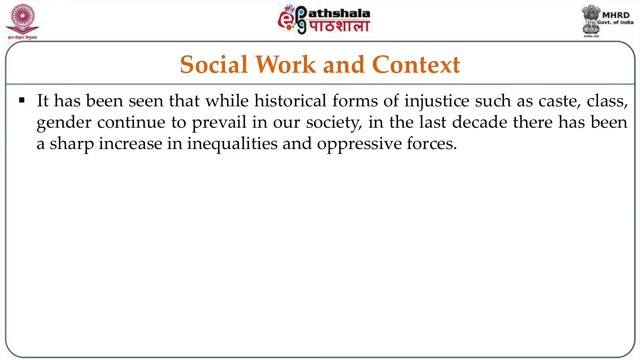 ePathshala
पाठशाला
MHRD
Govt. of India
Social Work and Context
▪ It has been seen that while historical forms of injustice such as caste, class,
gender continue to prevail in our society, in the last decade there has been
a sharp increase in inequalities and oppressive forces.